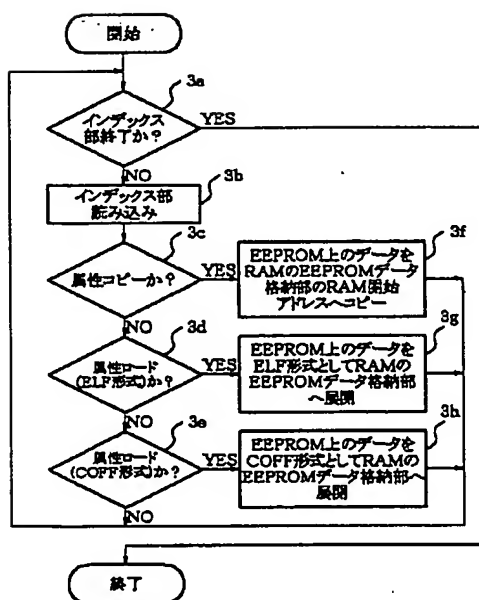 開始
3a
インデックス
部終了か?
YES
NO
3b
インデックス部
読み込み
3c
属性コピーか?
YES
3f
EEPROM上のデータを
RAMのEEPROMデータ
格納部のRAM開始
アドレスへコピー
NO
3d
属性ロード
(ELF形式)か?
YES
3g
EEPROM上のデータを
ELF形式としてRAMの
EEPROMデータ格納部
へ展開
NO
3e
属性ロード
(COFF形式)か?
YES
3h
EEPROM上のデータを
COFF形式としてRAMの
EEPROMデータ格納部へ
展開
NO
終了